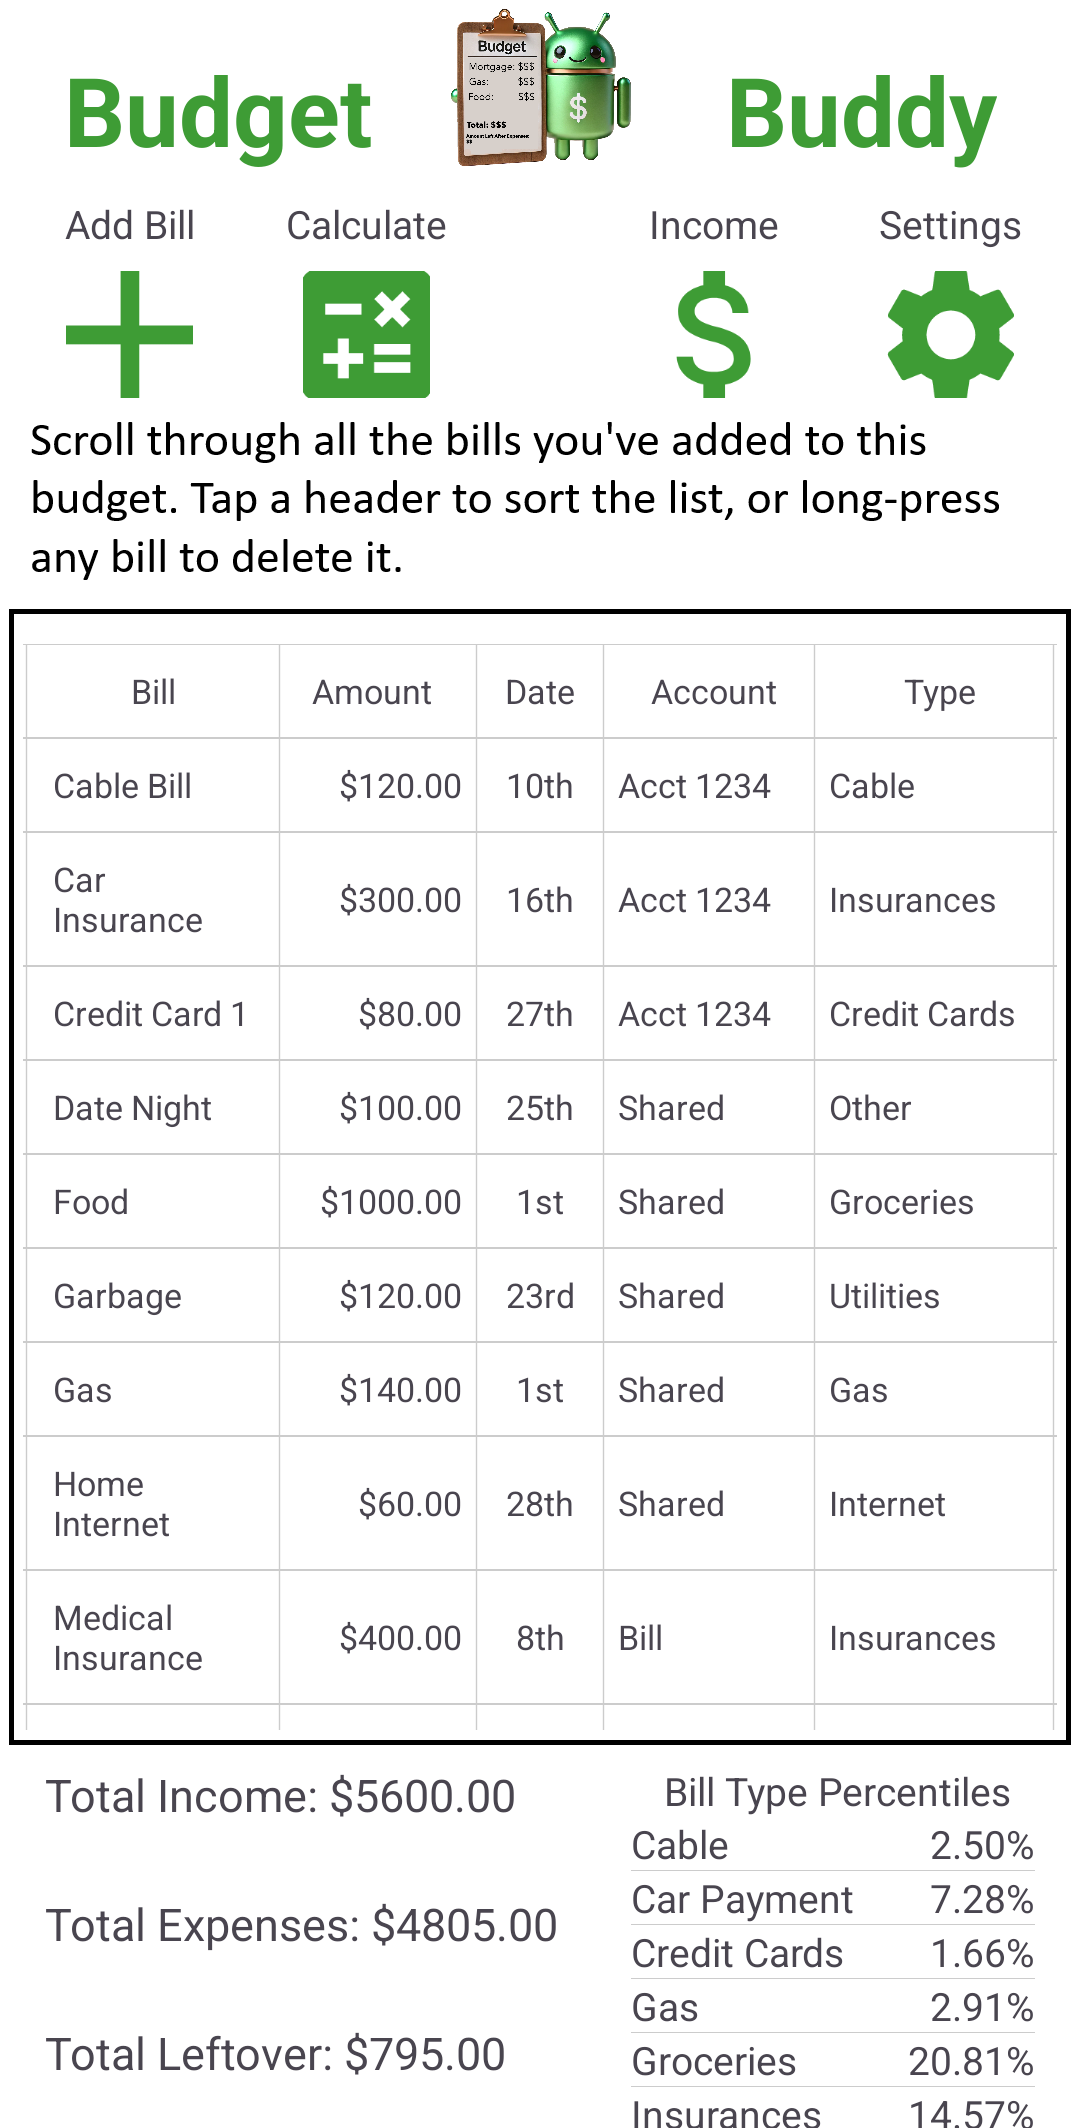 Budget
Mortgage: $$$
Gas: $$$
Food: $$$
Total: $$$
Amount Left After Expenses:
$$
$
Budget Buddy
Add Bill Calculate Income Settings
Scroll through all the bills you've added to this
budget. Tap a header to sort the list, or long-press
any bill to delete it.
Bill Amount Date Account Type
Cable Bill $120.00 10th Acct 1234 Cable
Car
Insurance $300.00 16th Acct 1234 Insurances
Credit Card 1 $80.00 27th Acct 1234 Credit Cards
Date Night $100.00 25th Shared Other
Food $1000.00 1st Shared Groceries
Garbage $120.00 23rd Shared Utilities
Gas $140.00 1st Shared Gas
Home
Internet $60.00 28th Shared Internet
Medical
Insurance $400.00 8th Bill Insurances
Total Income: $5600.00
Total Expenses: $4805.00
Total Leftover: $795.00
Bill Type Percentiles
Cable 2.50%
Car Payment 7.28%
Credit Cards 1.66%
Gas 2.91%
Groceries 20.81%
Insurances 14.57%